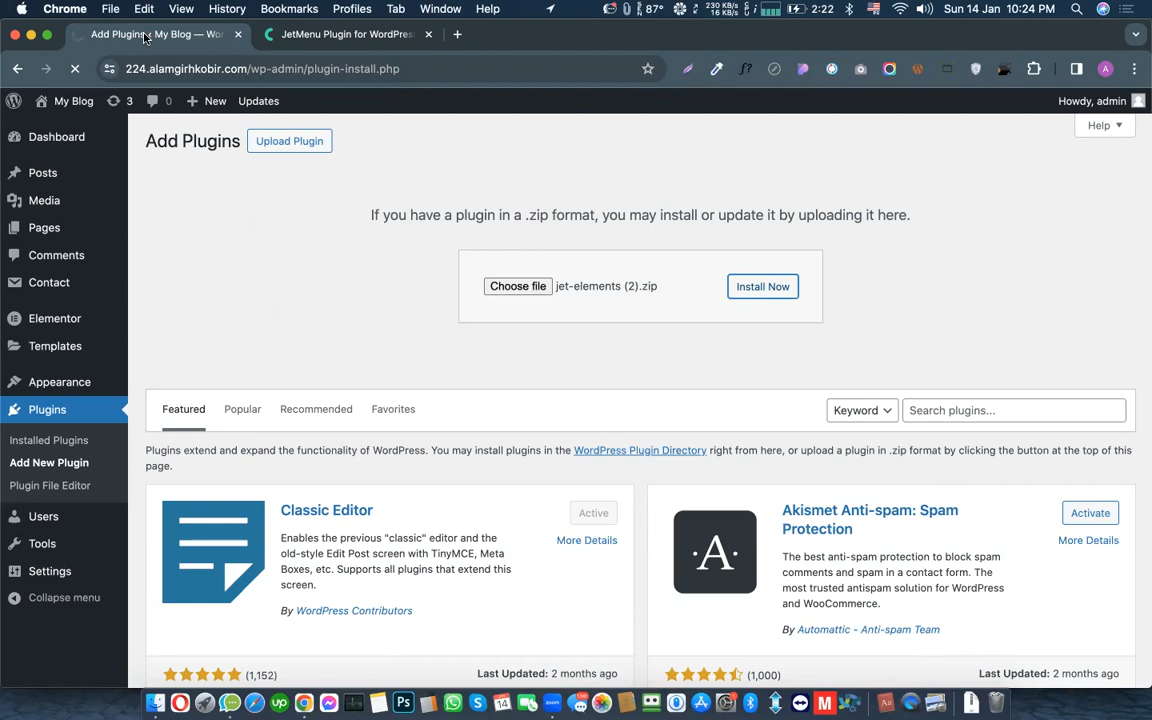 Chrome File Edit View History Bookmarks Profiles Tab Window Help 87° 230 KB/s 16 KB/s 2:22 Sun 14 Jan 10:24 PM
Add Plugins ‹ My Blog — Wor JetMenu Plugin for WordPress
224.alamgirhkobir.com/wp-admin/plugin-install.php
My Blog 3 0 New Updates Howdy, admin
Dashboard
Posts
Media
Pages
Comments
Contact
Elementor
Templates
Appearance
Plugins
Installed Plugins
Add New Plugin
Plugin File Editor
Users
Tools
Settings
Collapse menu
Add Plugins Upload Plugin Help
If you have a plugin in a .zip format, you may install or update it by uploading it here.
Choose file jet-elements (2).zip Install Now
Featured Popular Recommended Favorites Keyword Search plugins...
Plugins extend and expand the functionality of WordPress. You may install plugins in the WordPress Plugin Directory right from here, or upload a plugin in .zip format by clicking the button at the top of this
page.
Classic Editor
Active
More Details
Enables the previous "classic" editor and the
old-style Edit Post screen with TinyMCE, Meta
Boxes, etc. Supports all plugins that extend this
screen.
By WordPress Contributors
(1,152) Last Updated: 2 months ago
Akismet Anti-spam: Spam
Protection
Activate
More Details
The best anti-spam protection to block spam
comments and spam in a contact form. The
most trusted antispam solution for WordPress
and WooCommerce.
By Automattic - Anti-spam Team
(1,000) Last Updated: 2 months ago